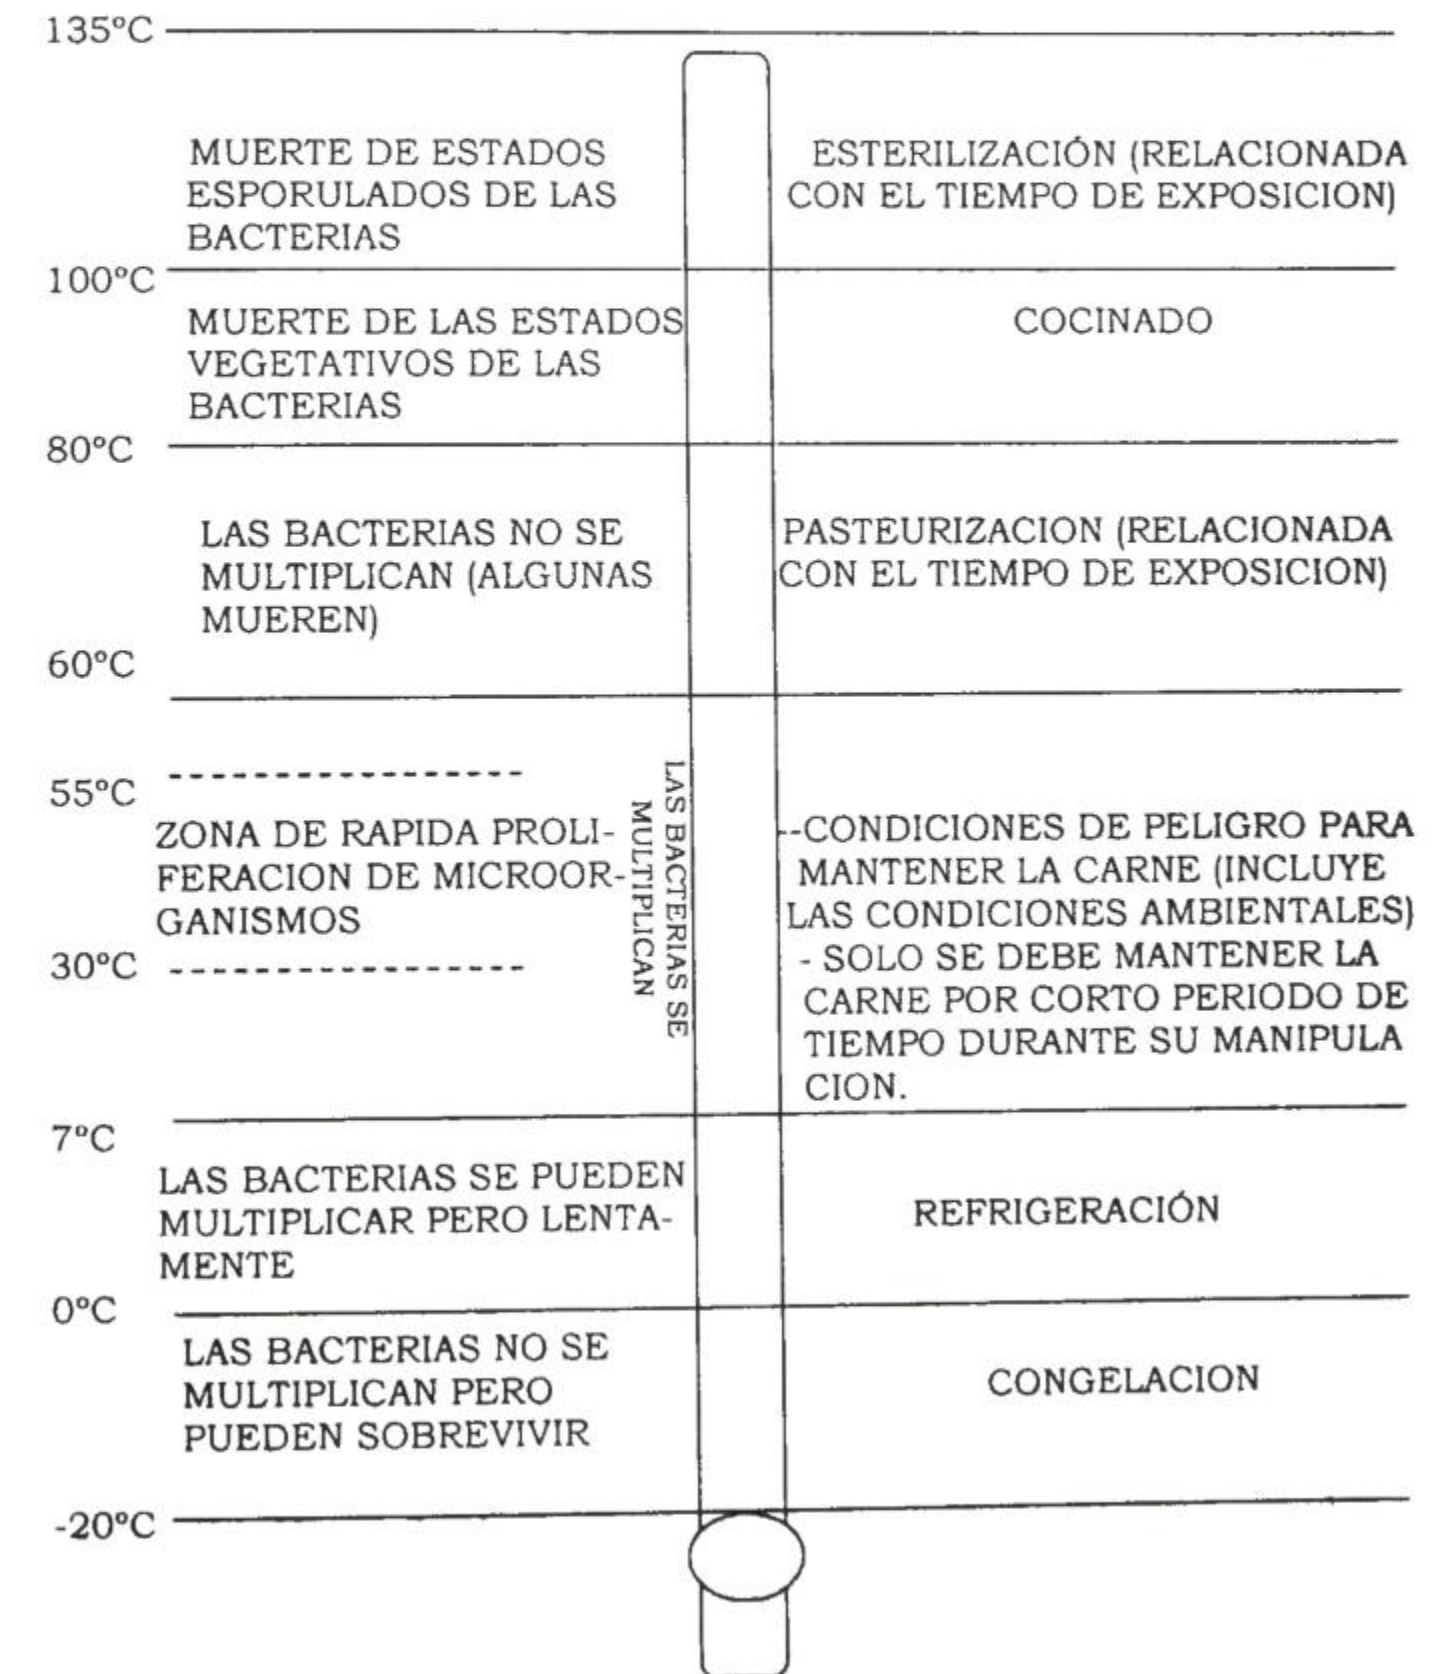 135°C
MUERTE DE ESTADOS
ESPORULADOS DE LAS
BACTERIAS
ESTERILIZACIÓN (RELACIONADA
CON EL TIEMPO DE EXPOSICION)
100°C
MUERTE DE LAS ESTADOS
VEGETATIVOS DE LAS
BACTERIAS
COCINADO
80°C
LAS BACTERIAS NO SE
MULTIPLICAN (ALGUNAS
MUEREN)
PASTEURIZACION (RELACIONADA
CON EL TIEMPO DE EXPOSICION)
60°C
55°C
ZONA DE RAPIDA PROLI-
FERACION DE MICROOR-
GANISMOS
30°C
LAS BACTERIAS SE
MULTIPLICAN
--CONDICIONES DE PELIGRO PARA
MANTENER LA CARNE (INCLUYE
LAS CONDICIONES AMBIENTALES)
- SOLO SE DEBE MANTENER LA
CARNE POR CORTO PERIODO DE
TIEMPO DURANTE SU MANIPULA
CION.
7°C
LAS BACTERIAS SE PUEDEN
MULTIPLICAR PERO LENTA-
MENTE
REFRIGERACIÓN
0°C
LAS BACTERIAS NO SE
MULTIPLICAN PERO
PUEDEN SOBREVIVIR
CONGELACION
-20°C